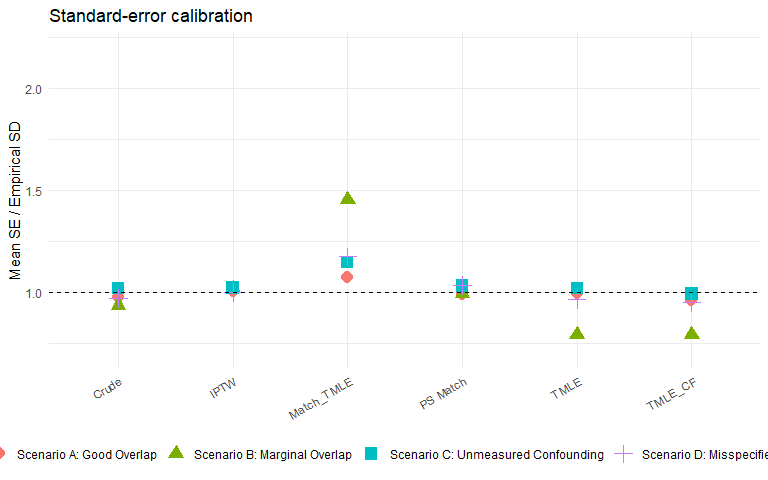 Standard-error calibration
Mean SE / Empirical SD
2.0
1.5
1.0
Crude
IPTW
Match_TMLE
PS Match
TMLE
TMLE_CF
Scenario A: Good Overlap
Scenario B: Marginal Overlap
Scenario C: Unmeasured Confounding
Scenario D: Misspecifie